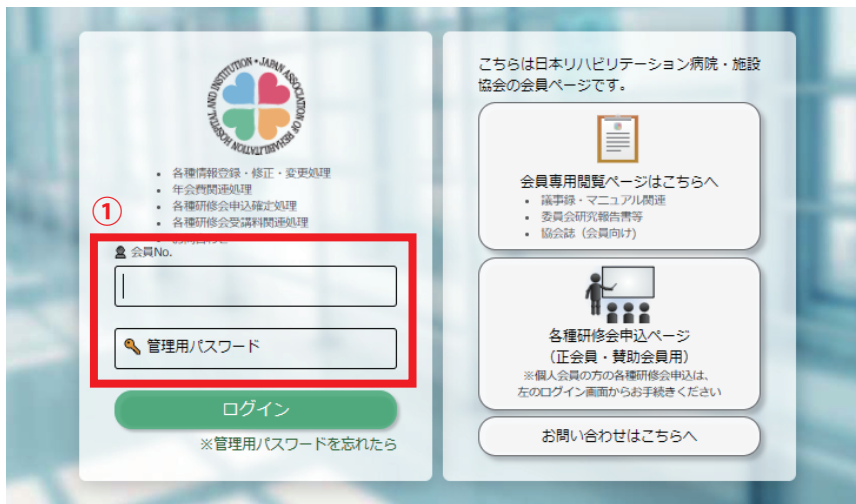 INSTITUTION・JAPAN ASSOCIATION OF REHABILITATION HOSPITAL AND
• 各種情報登録・修正・変更処理
• 年会費関連処理
• 各種研修会申込確定処理
①
• 各種研修会受講料関連処理
会員No.
管理用パスワード
ログイン
※管理用パスワードを忘れたら
こちらは日本リハビリテーション病院・施設
協会の会員ページです。
会員専用閲覧ページはこちらへ
• 議事録・マニュアル関連
• 委員会研究報告書等
• 協会誌（会員向け)
各種研修会申込ページ
（正会員・賛助会員用）
※個人会員の方の各種研修会申込は、
左のログイン画面からお手続きください
お問い合わせはこちらへ